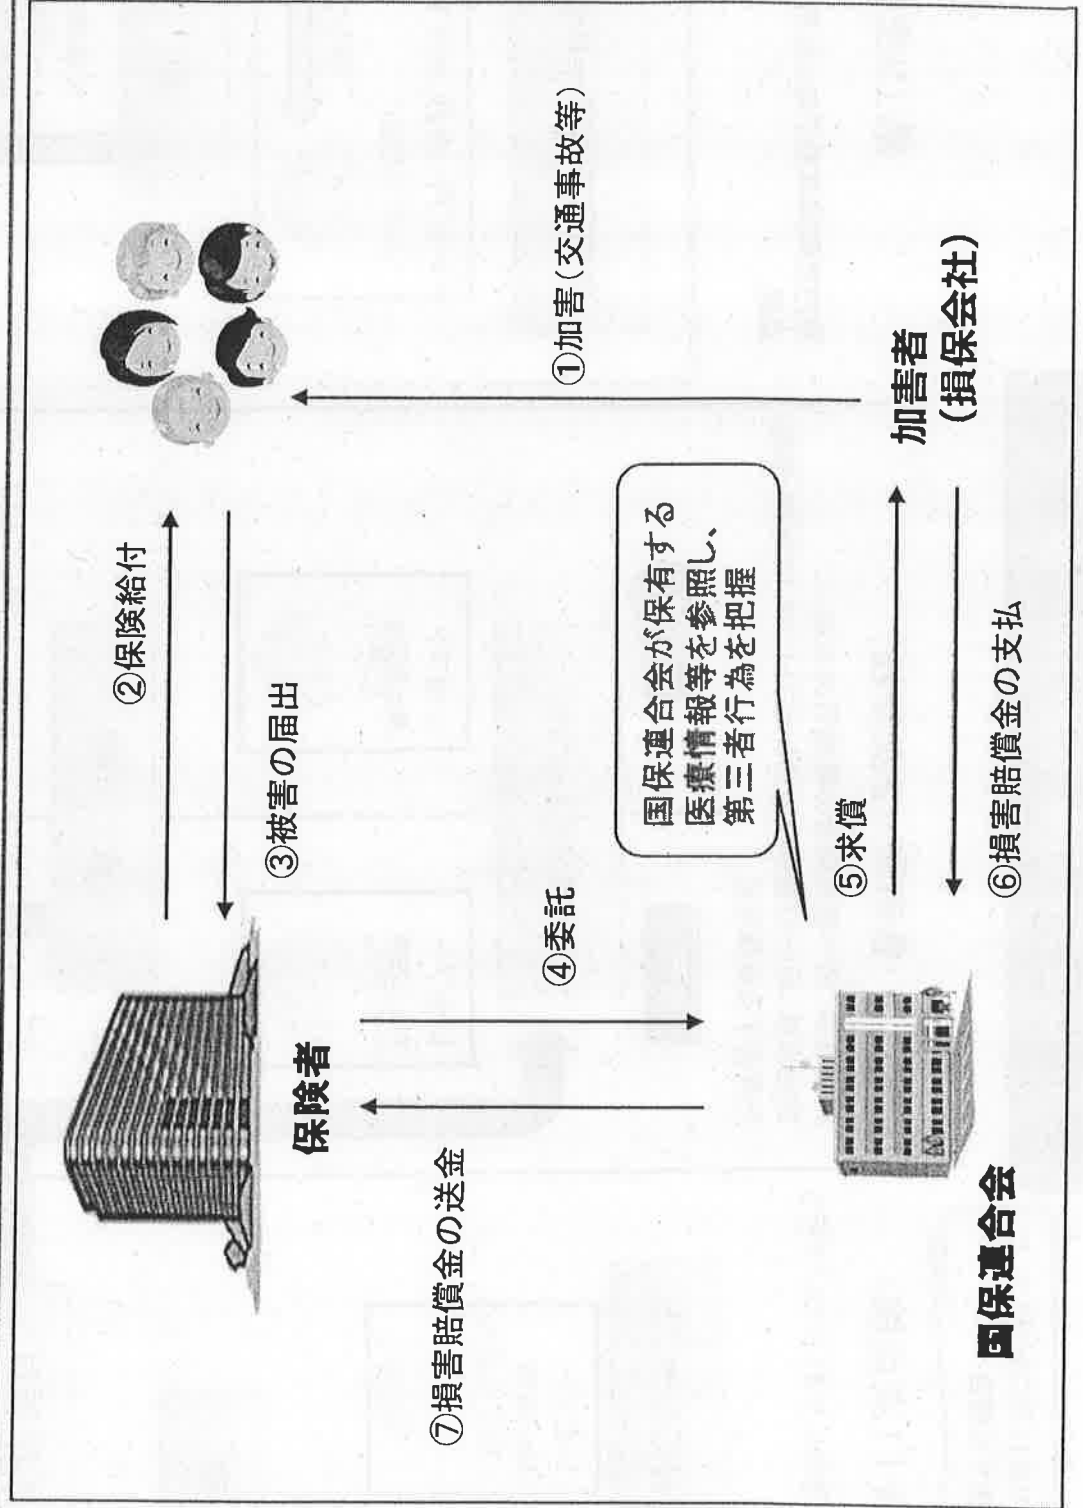 ②保険給付
③被害の届出
①加害(交通事故等)
保険者
⑦損害賠償金の送金
④委託
国保連合会が保有する
医療情報等を参照し、
第三者行為を把握
⑤求償
加害者
(損保会社)
⑥損害賠償金の支払
国保連合会